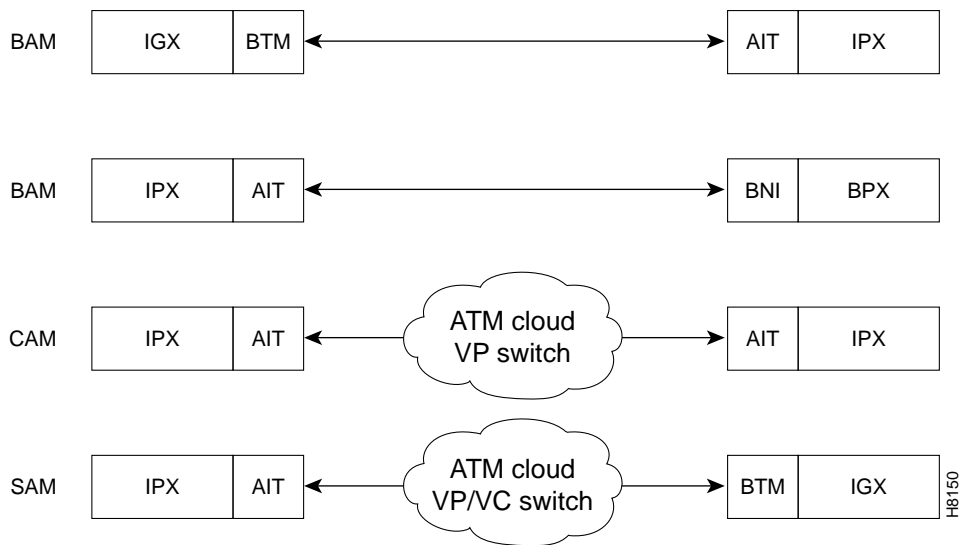 BAM IGX BTM AIT IPX
BAM IPX AIT BNI BPX
CAM IPX AIT ATM cloud AIT IPX
VP switch
SAM IPX AIT ATM cloud BTM IGX
VP/VC switch
H8150